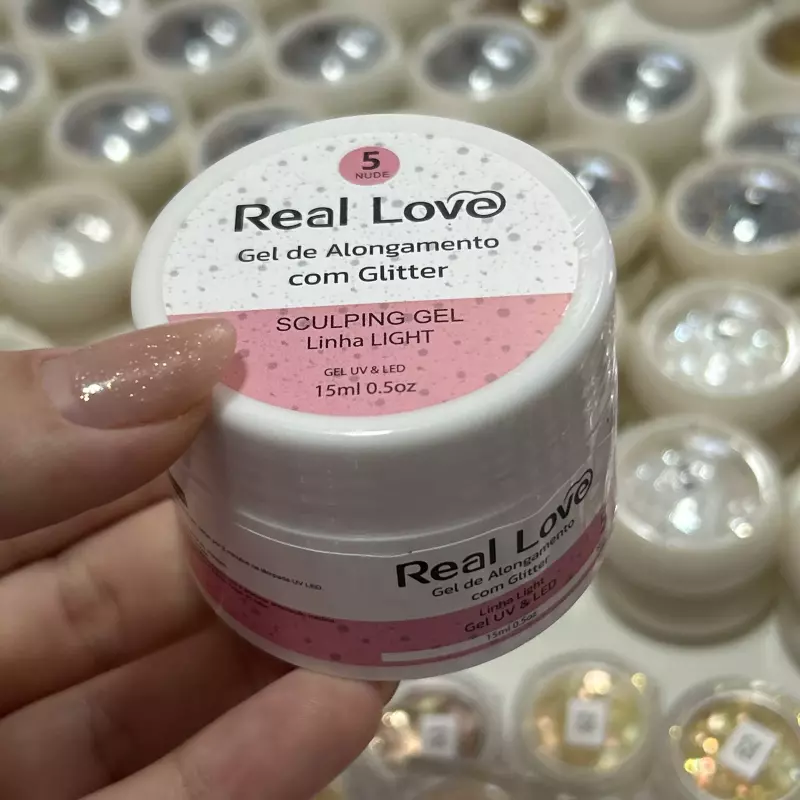 5
NUDE
Real Love
Gel de Alongamento
com Glitter
SCULPING GEL
Linha LIGHT
GEL UV & LED
15ml 0.5oz
Real Love
Gel de Alongamento
com Glitter
Linha Light
Gel UV & LED
15ml 0.5oz